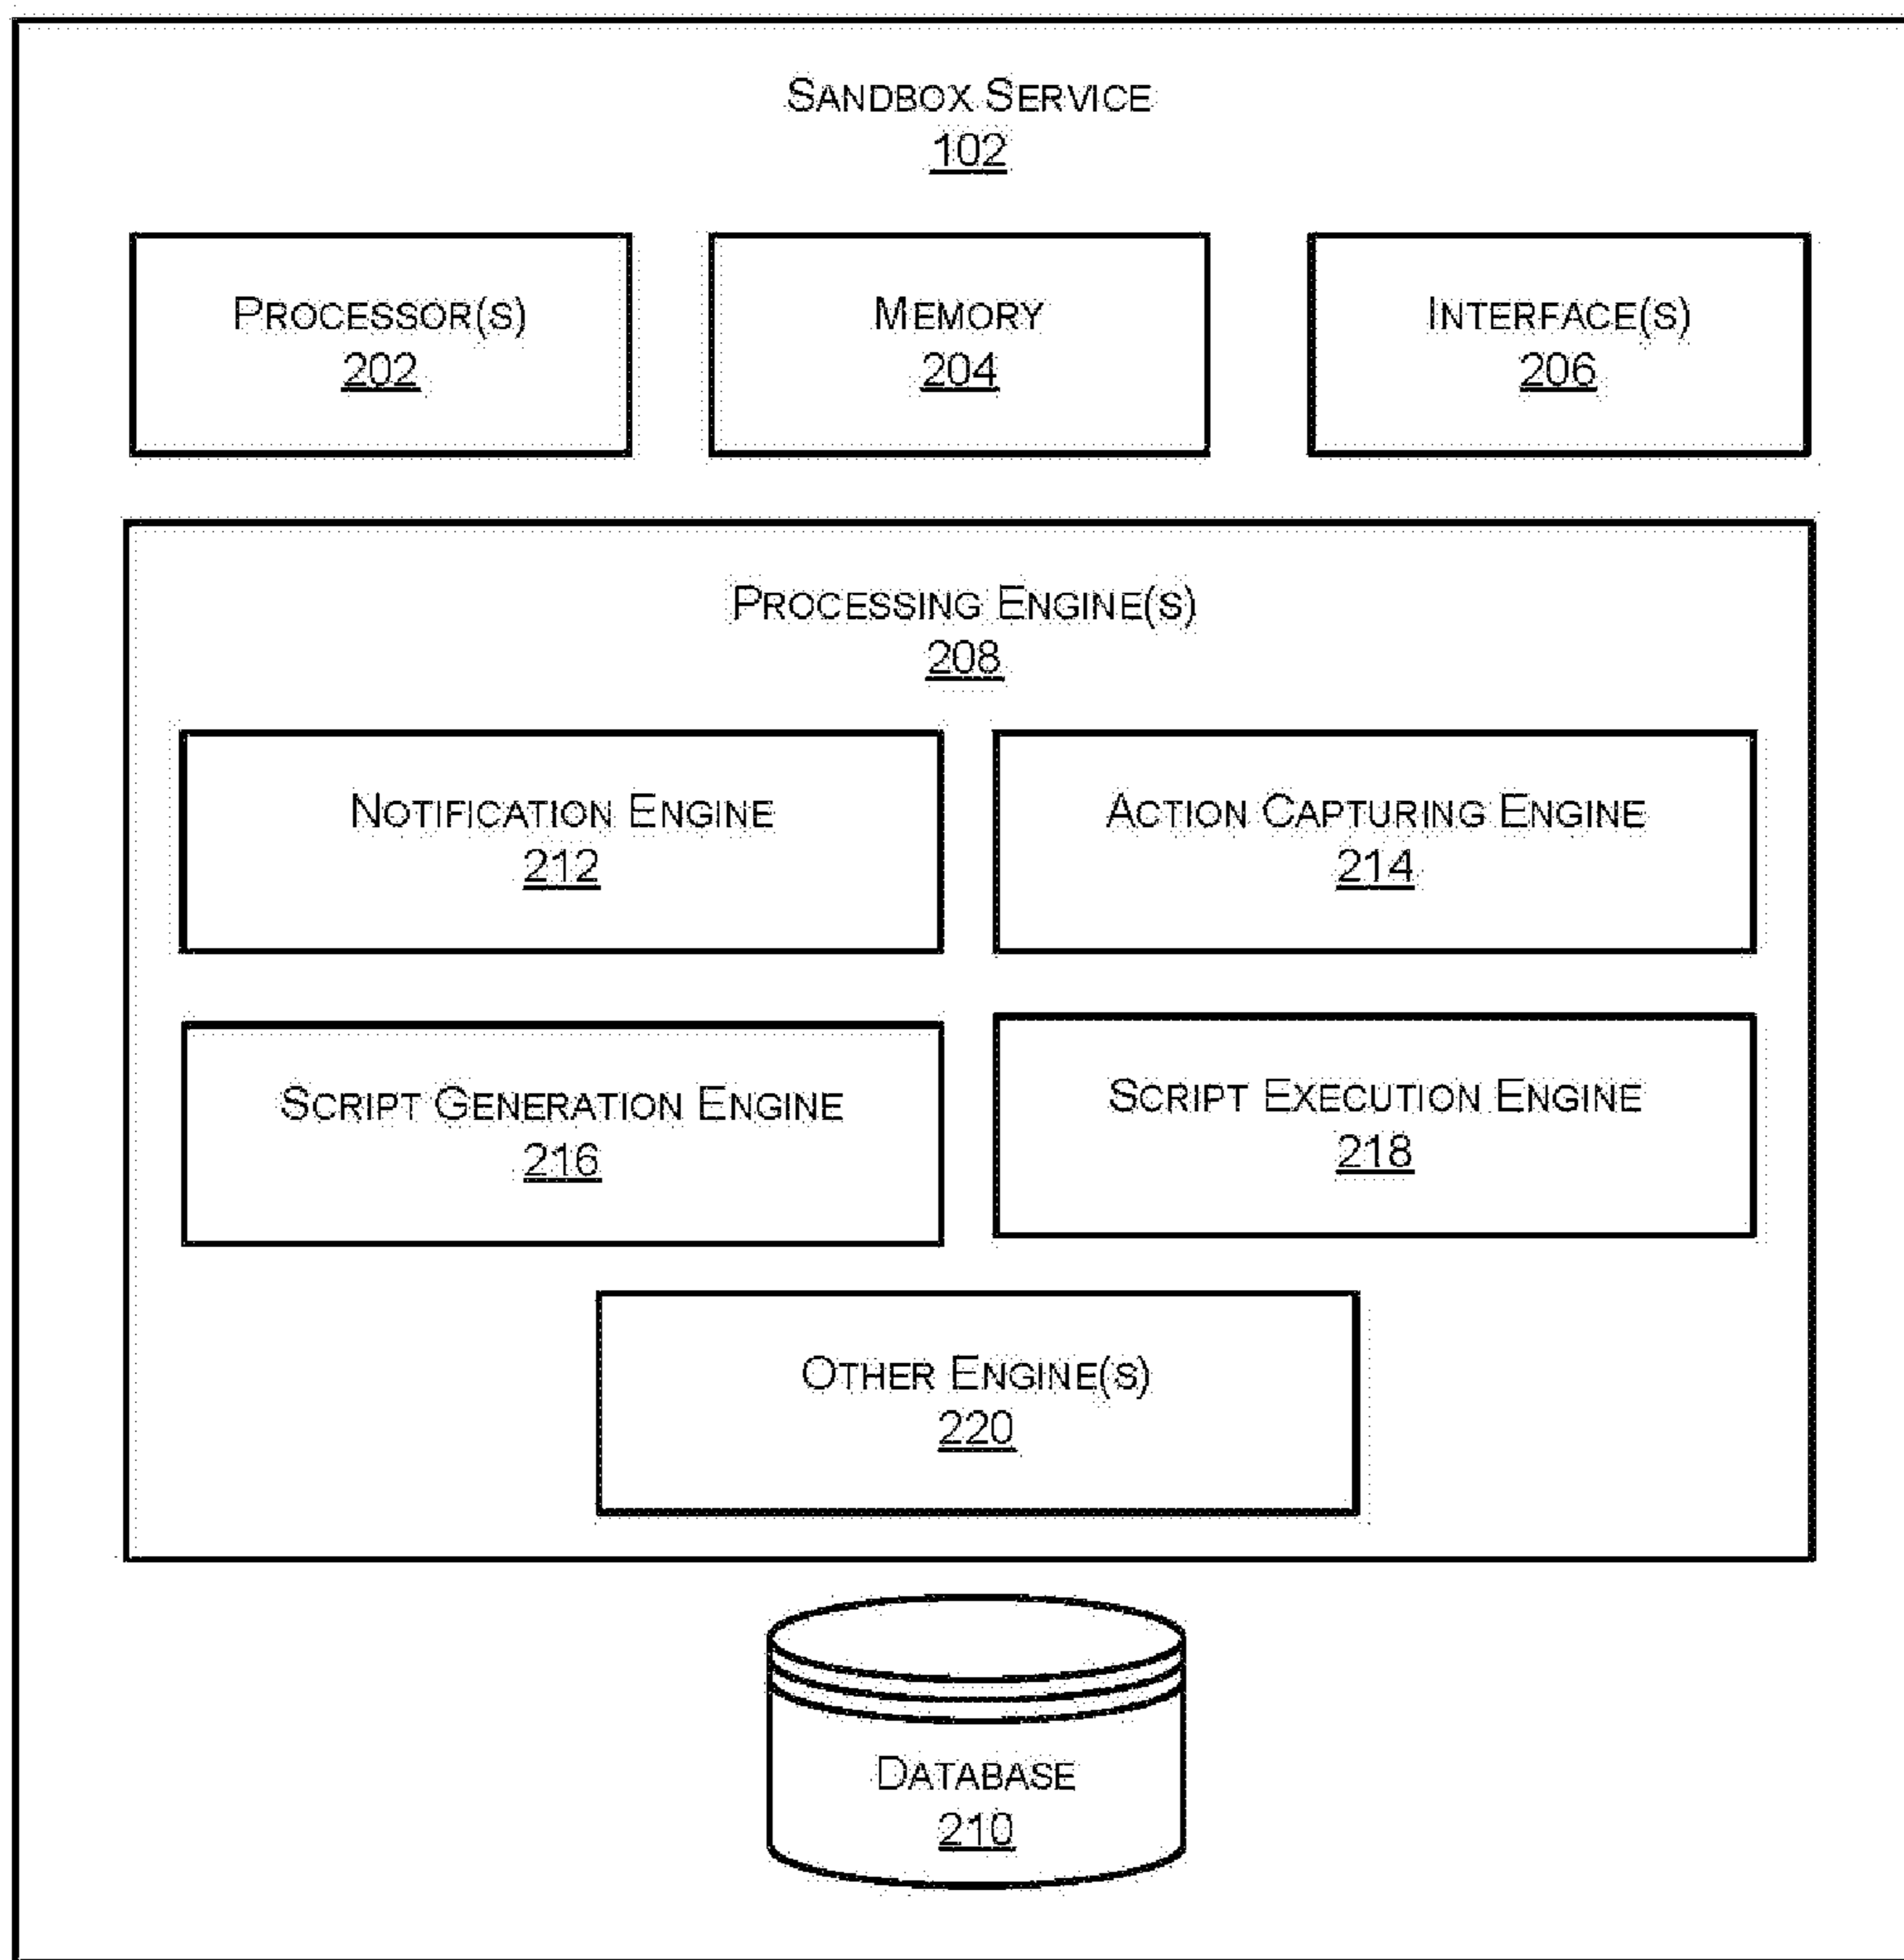 SANDBOX SERVICE
102
PROCESSOR(S)
202
MEMORY
204
INTERFACE(S)
206
PROCESSING ENGINE(S)
208
NOTIFICATION ENGINE
212
ACTION CAPTURING ENGINE
214
SCRIPT GENERATION ENGINE
216
SCRIPT EXECUTION ENGINE
218
OTHER ENGINE(S)
220
DATABASE
210